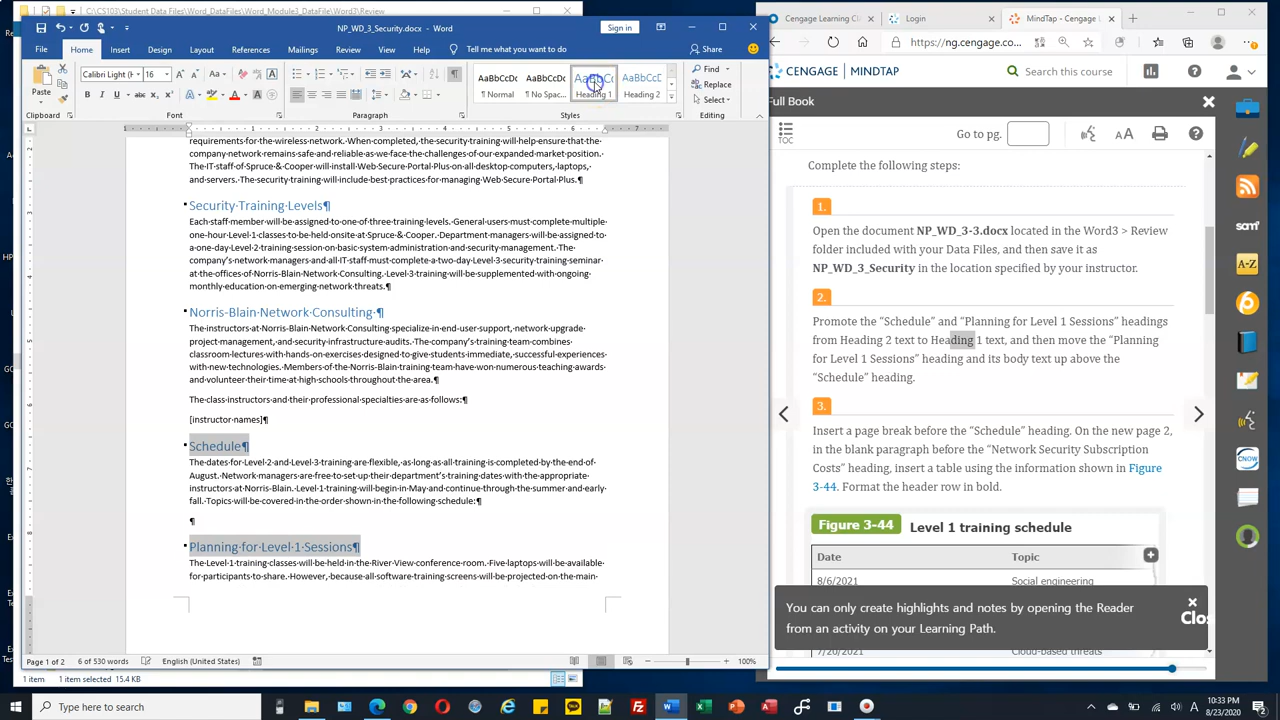 C:\CS103\Student Data Files\Word_DataFiles\Word_Module3_DataFile\Word3\Review
NP_WD_3_Security.docx - Word
Sign in
File Home Insert Design Layout References Mailings Review View Help Tell me what you want to do Share
Paste
Calibri Light (H 16
Aa
AaBbCcDc AaBbCcDc AaBbCc AaBbCcD
¶ Normal ¶ No Spac... Heading 1 Heading 2
Find
Replace
Select
Clipboard Font Paragraph Styles Editing
requirements·for·the·wireless·network.·When·completed,·the·security·training·will·help·ensure·that·the·
company·network·remains·safe·and·reliable·as·we·face·the·challenges·of·our·expanded·market·position.·
The·IT·staff·of·Spruce·&·Cooper·will·install·Web·Secure·Portal·Plus·on·all·desktop·computers,·laptops,·
and·servers.·The·security·training·will·include·best·practices·for·managing·Web·Secure·Portal·Plus.¶
Security·Training·Levels¶
Each·staff·member·will·be·assigned·to·one·of·three·training·levels.·General·users·must·complete·multiple·
one-hour·Level·1·classes·to·be·held·onsite·at·Spruce·&·Cooper.·Department·managers·will·be·assigned·to·
a·one-day·Level·2·training·session·on·basic·system·administration·and·security·management.·The·
company's·network·managers·and·all·IT·staff·must·complete·a·two-day·Level·3·security·training·seminar·
at·the·offices·of·Norris-Blain·Network·Consulting.·Level·3·training·will·be·supplemented·with·ongoing·
monthly·education·on·emerging·network·threats.¶
Norris-Blain·Network·Consulting·¶
The·instructors·at·Norris-Blain·Network·Consulting·specialize·in·end-user·support,·network·upgrade·
project·management,·and·security·infrastructure·audits.·The·company's·training·team·combines·
classroom·lectures·with·hands-on·exercises·designed·to·give·students·immediate,·successful·experiences·
with·new·technologies.·Members·of·the·Norris-Blain·training·team·have·won·numerous·teaching·awards·
and·volunteer·their·time·at·high·schools·throughout·the·area.¶
The·class·instructors·and·their·professional·specialties·are·as·follows:¶
[instructor·names]¶
Schedule¶
The·dates·for·Level·2·and·Level·3·training·are·flexible,·as·long·as·all·training·is·completed·by·the·end·of·
August.·Network·managers·are·free·to·set·up·their·department's·training·dates·with·the·appropriate·
instructors·at·Norris-Blain.·Level·1·training·will·begin·in·May·and·continue·through·the·summer·and·early·
fall.·Topics·will·be·covered·in·the·order·shown·in·the·following·schedule:¶
¶
Planning·for·Level·1·Sessions¶
The·Level·1·training·classes·will·be·held·in·the·River·View·conference·room.·Five·laptops·will·be·available·
for·participants·to·share.·However,·because·all·software·training·screens·will·be·projected·on·the·main·
Page 1 of 2 6 of 530 words English (United States) 100%
1 item 1 item selected 15.4 KB
Cengage Learning Login MindTap - Cengage L
https://ng.cengage.co...
CENGAGE MINDTAP Search this course
Full Book
TOC Go to pg. AA
Complete the following steps:
1.
Open the document NP_WD_3-3.docx located in the Word3 > Review
folder included with your Data Files, and then save it as
NP_WD_3_Security in the location specified by your instructor.
2.
Promote the “Schedule” and “Planning for Level 1 Sessions” headings
from Heading 2 text to Heading 1 text, and then move the “Planning
for Level 1 Sessions” heading and its body text up above the
“Schedule” heading.
3.
Insert a page break before the “Schedule” heading. On the new page 2,
in the blank paragraph before the “Network Security Subscription
Costs” heading, insert a table using the information shown in Figure
3-44. Format the header row in bold.
Figure 3-44 Level 1 training schedule
Date Topic
8/6/2021 Social engineering
You can only create highlights and notes by opening the Reader
from an activity on your Learning Path.
Clos
7/20/2021 Cloud-based threats
sam
A-Z
CNOW
Type here to search
TALK
10:33 PM
8/23/2020